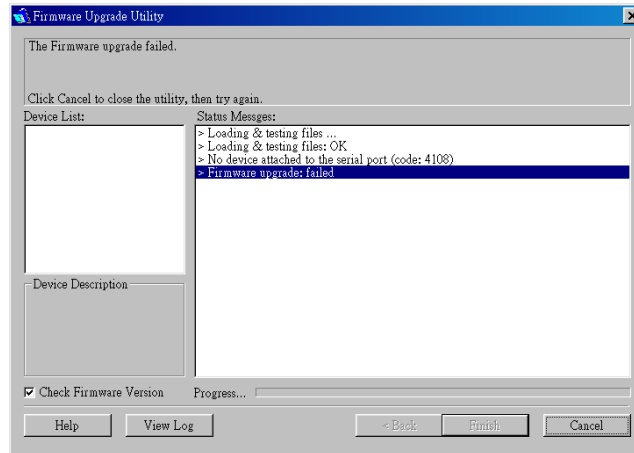 Firmware Upgrade Utility
The Firmware upgrade failed.
Click Cancel to close the utility, then try again.
Device List:
Status Messges:
> Loading & testing files ...
> Loading & testing files: OK
> No device attached to the serial port (code: 4108)
> Firmware upgrade: failed
Device Description
Check Firmware Version
Progress...
Help
View Log
< Back
Finish
Cancel